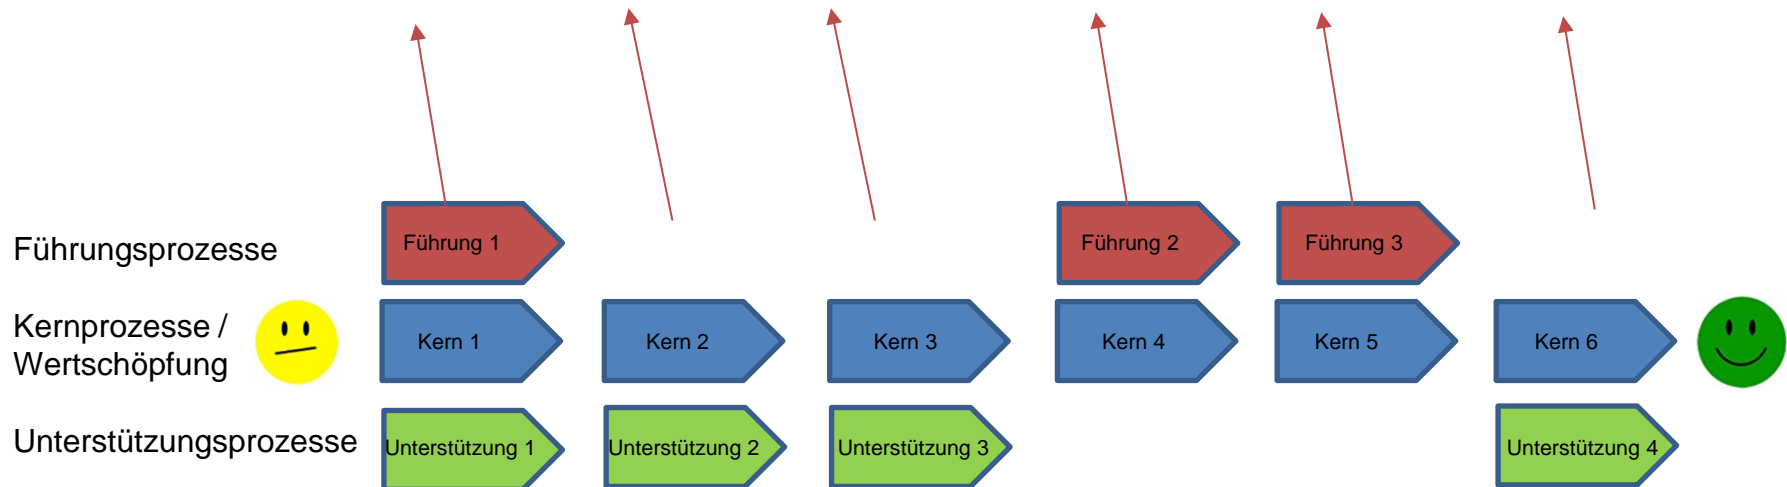 Führungsprozesse
Führung 1
Führung 2
Führung 3
Kernprozesse /
Wertschöpfung
Kern 1
Kern 2
Kern 3
Kern 4
Kern 5
Kern 6
Unterstützungsprozesse
Unterstützung 1
Unterstützung 2
Unterstützung 3
Unterstützung 4